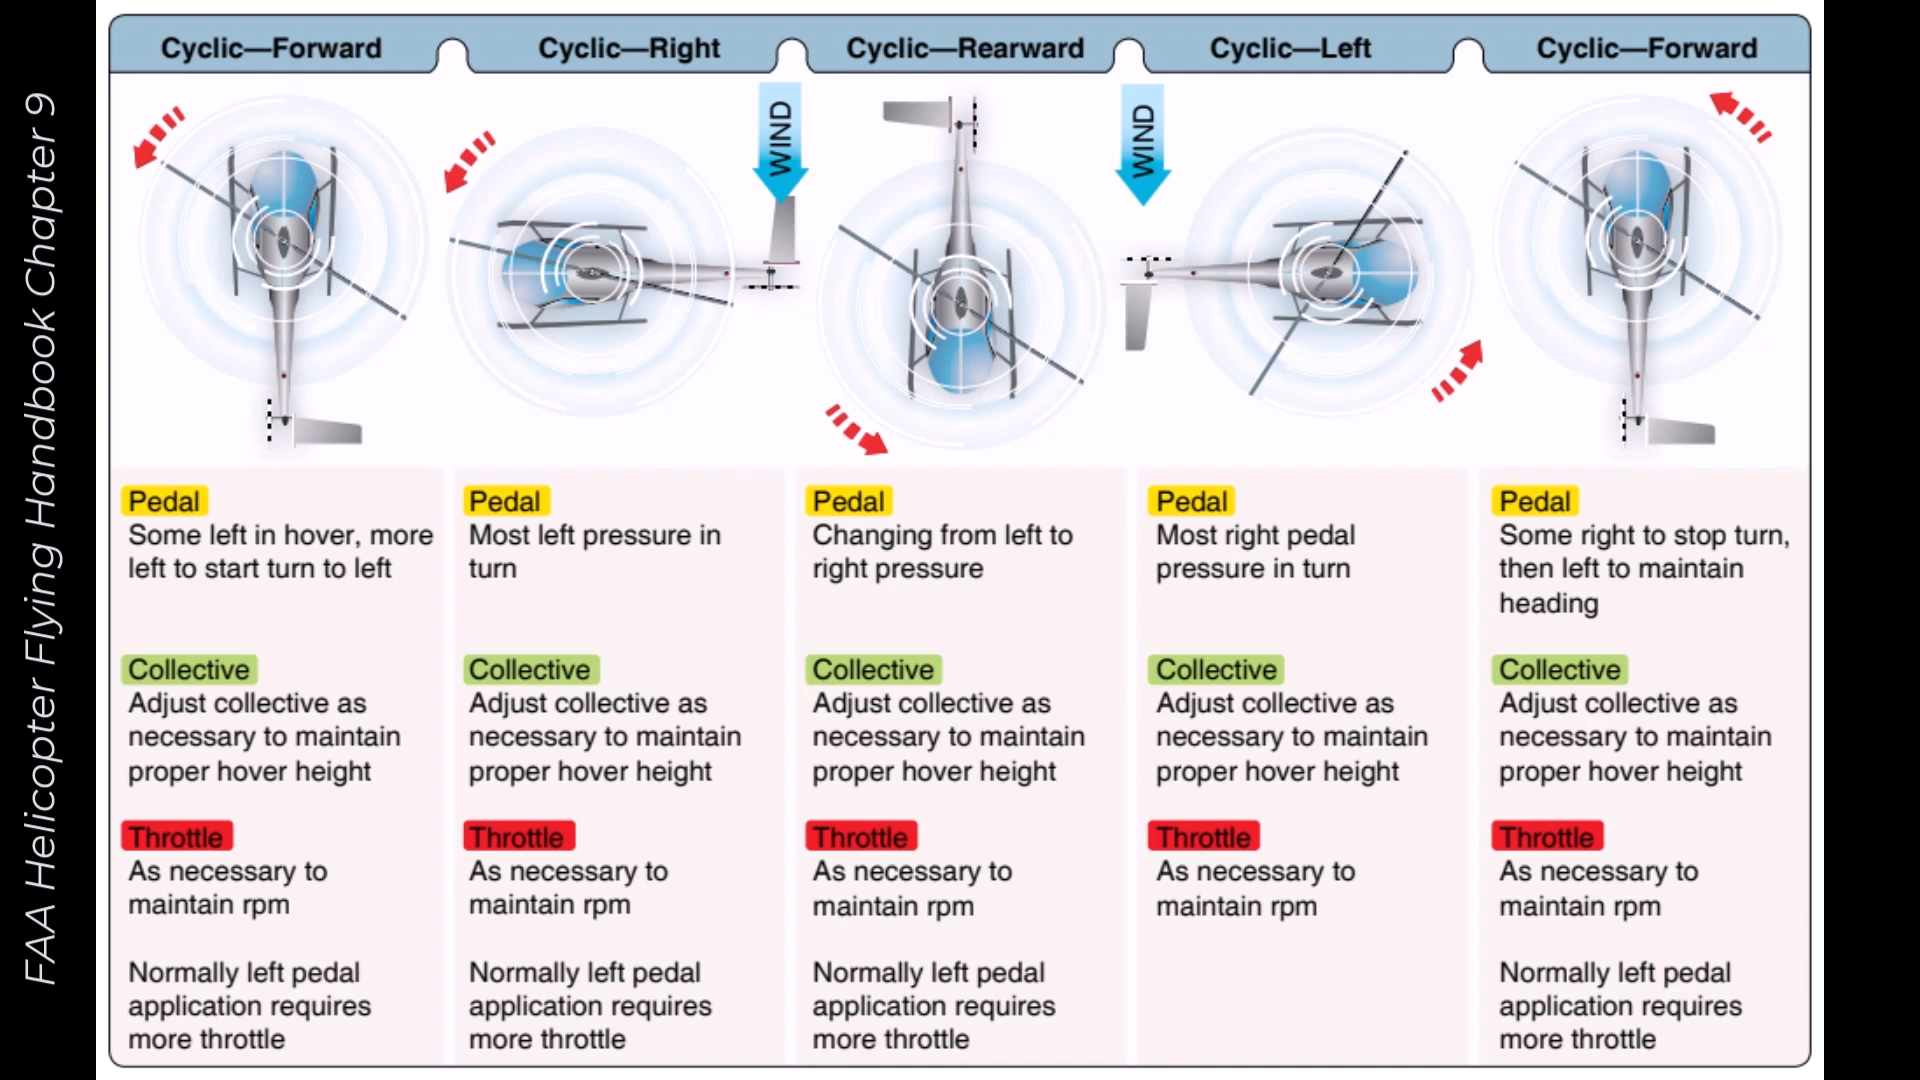 FAA Helicopter Flying Handbook Chapter 9
Cyclic—Forward
Cyclic—Right
Cyclic—Rearward
Cyclic—Left
Cyclic—Forward
WIND
WIND
Pedal
Some left in hover, more
left to start turn to left
Collective
Adjust collective as
necessary to maintain
proper hover height
Throttle
As necessary to
maintain rpm
Normally left pedal
application requires
more throttle
Pedal
Most left pressure in
turn
Collective
Adjust collective as
necessary to maintain
proper hover height
Throttle
As necessary to
maintain rpm
Normally left pedal
application requires
more throttle
Pedal
Changing from left to
right pressure
Collective
Adjust collective as
necessary to maintain
proper hover height
Throttle
As necessary to
maintain rpm
Normally left pedal
application requires
more throttle
Pedal
Most right pedal
pressure in turn
Collective
Adjust collective as
necessary to maintain
proper hover height
Throttle
As necessary to
maintain rpm
Pedal
Some right to stop turn,
then left to maintain
heading
Collective
Adjust collective as
necessary to maintain
proper hover height
Throttle
As necessary to
maintain rpm
Normally left pedal
application requires
more throttle